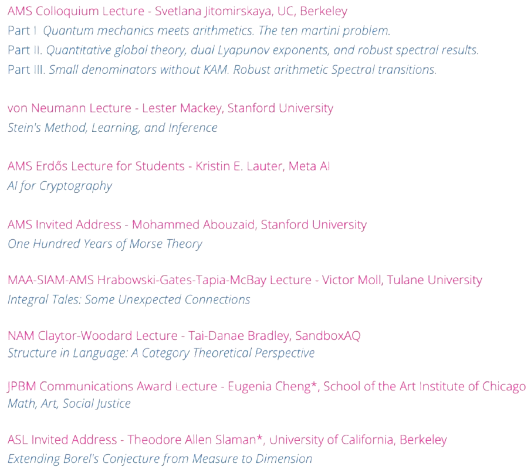 AMS Colloquium Lecture - Svetlana Jitomirskaya, UC, Berkeley
Part I  Quantum mechanics meets arithmetics. The ten martini problem.
Part II. Quantitative global theory, dual Lyapunov exponents, and robust spectral results.
Part III. Small denominators without KAM. Robust arithmetic Spectral transitions.
von Neumann Lecture - Lester Mackey, Stanford University
Stein's Method, Learning, and Inference
AMS Erdős Lecture for Students - Kristin E. Lauter, Meta AI
AI for Cryptography
AMS Invited Address - Mohammed Abouzaid, Stanford University
One Hundred Years of Morse Theory
MAA-SIAM-AMS Hrabowski-Gates-Tapia-McBay Lecture - Victor Moll, Tulane University
Integral Tales: Some Unexpected Connections
NAM Claytor-Woodard Lecture - Tai-Danae Bradley, SandboxAQ
Structure in Language: A Category Theoretical Perspective
JPBM Communications Award Lecture - Eugenia Cheng*, School of the Art Institute of Chicago
Math, Art, Social Justice
ASL Invited Address - Theodore Allen Slaman*, University of California, Berkeley
Extending Borel's Conjecture from Measure to Dimension